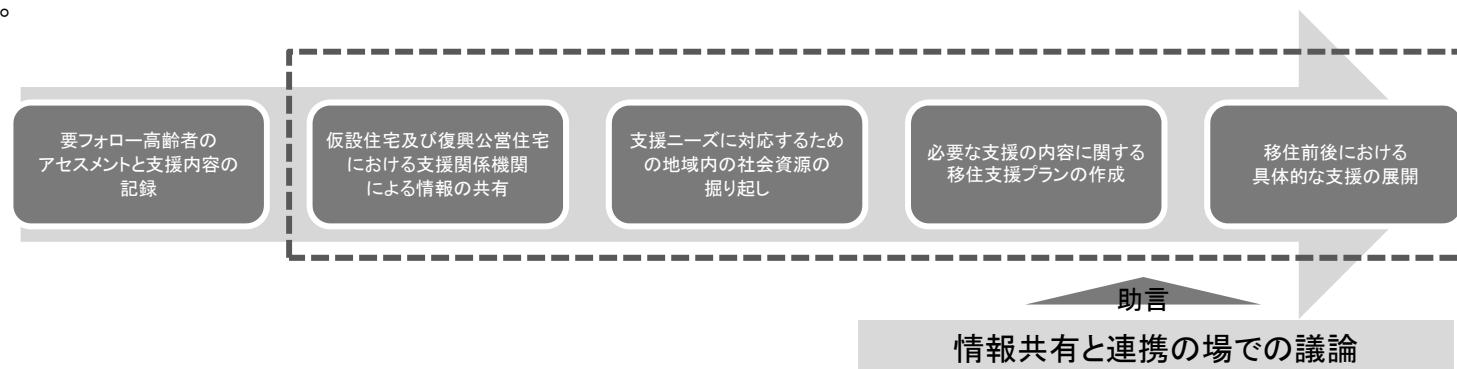 。
要フォロー高齢者の
アセスメントと支援内容の
記録
仮設住宅及び復興公営住宅
における支援関係機関
による情報の共有
支援ニーズに対応するため
の地域内の社会資源の
掘り起し
必要な支援の内容に関する
移住支援プランの作成
移住前後における
具体的な支援の展開
助言
情報共有と連携の場での議論